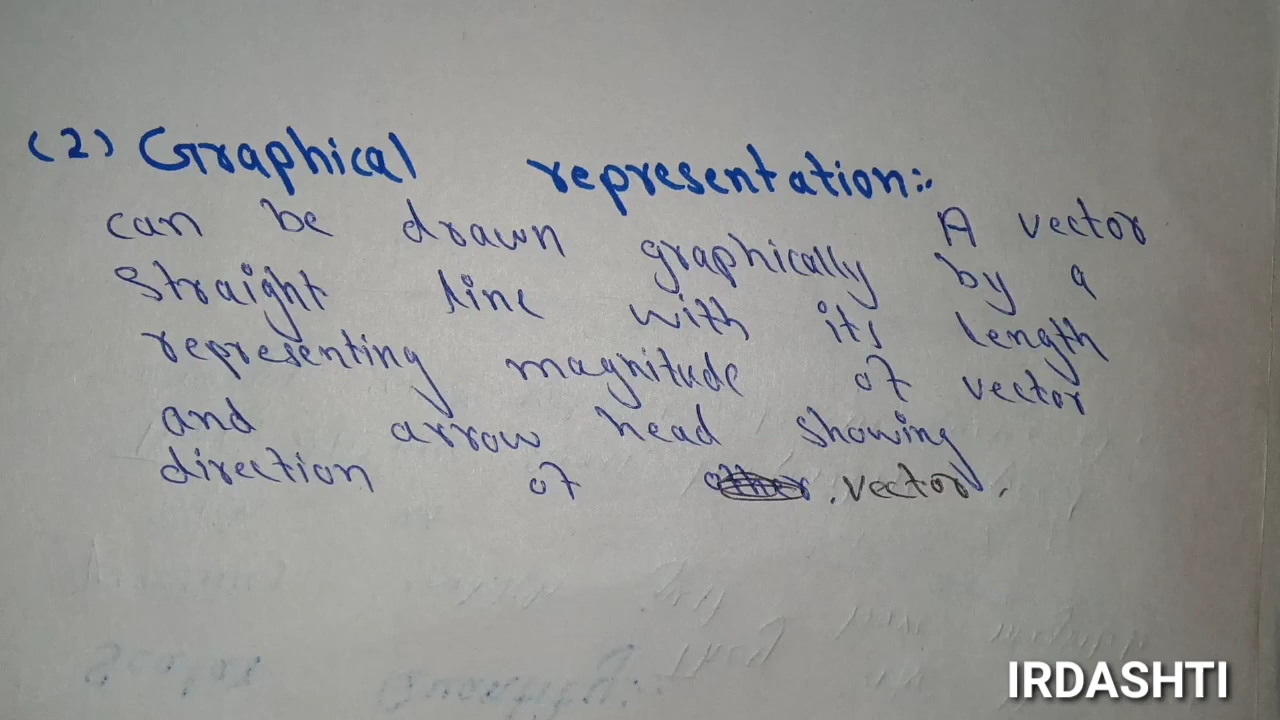 (2) Graphical representation:-
A vector
can be drawn graphically by a
straight line with its length
representing magnitude of vector
and arrow head showing
direction of vector.
IRDASHTI